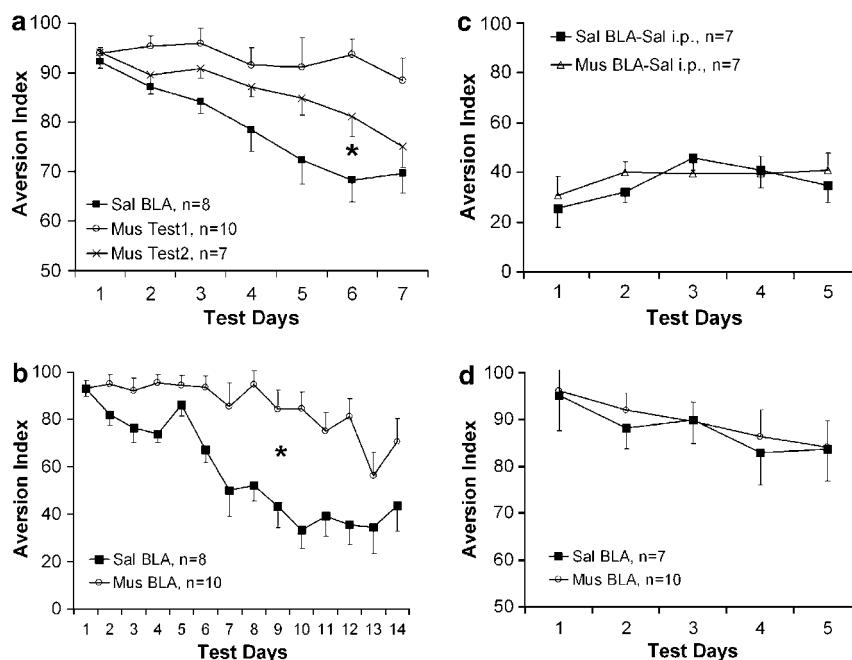 a
Aversion Index
100
90
80
70
60
50
*
Sal BLA, n=8
Mus Test1, n=10
Mus Test2, n=7
1 2 3 4 5 6 7
Test Days
b
Aversion Index
100
80
60
40
20
0
*
Sal BLA, n=8
Mus BLA, n=10
1 2 3 4 5 6 7 8 9 10 11 12 13 14
Test Days
c
Aversion Index
100
80
60
40
20
0
Sal BLA-Sal i.p., n=7
Mus BLA-Sal i.p., n=7
1 2 3 4 5
Test Days
d
Aversion Index
100
90
80
70
60
50
Sal BLA, n=7
Mus BLA, n=10
1 2 3 4 5
Test Days